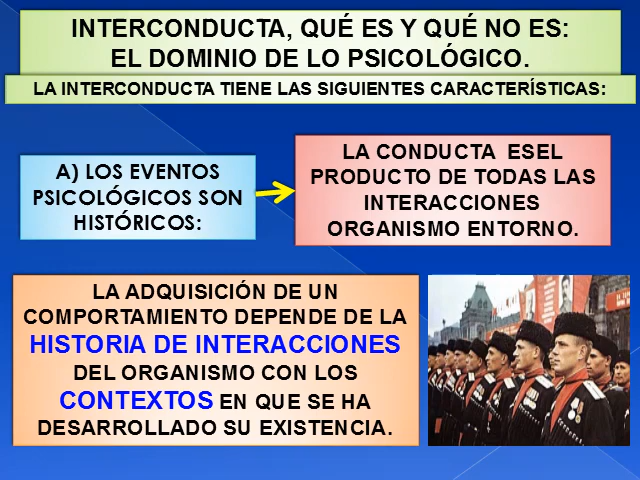 INTERCONDUCTA, QUÉ ES Y QUÉ NO ES:
EL DOMINIO DE LO PSICOLÓGICO.
LA INTERCONDUCTA TIENE LAS SIGUIENTES CARACTERÍSTICAS:
A) LOS EVENTOS
PSICOLÓGICOS SON
HISTÓRICOS:
LA CONDUCTA ESEL
PRODUCTO DE TODAS LAS
INTERACCIONES
ORGANISMO ENTORNO.
LA ADQUISICIÓN DE UN
COMPORTAMIENTO DEPENDE DE LA
HISTORIA DE INTERACCIONES
DEL ORGANISMO CON LOS
CONTEXTOS EN QUE SE HA
DESARROLLADO SU EXISTENCIA.